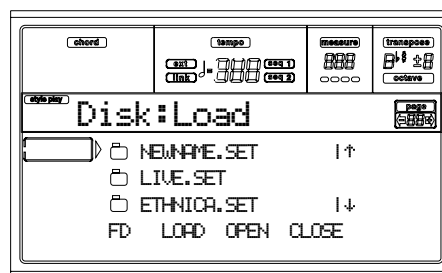 chord
tempo
measure
transpose
ext
seq 1
link
seq 2
octave
style play
Disk:Load
page
NEWNAME.SET
LIVE.SET
ETHNICA.SET
FD LOAD OPEN CLOSE